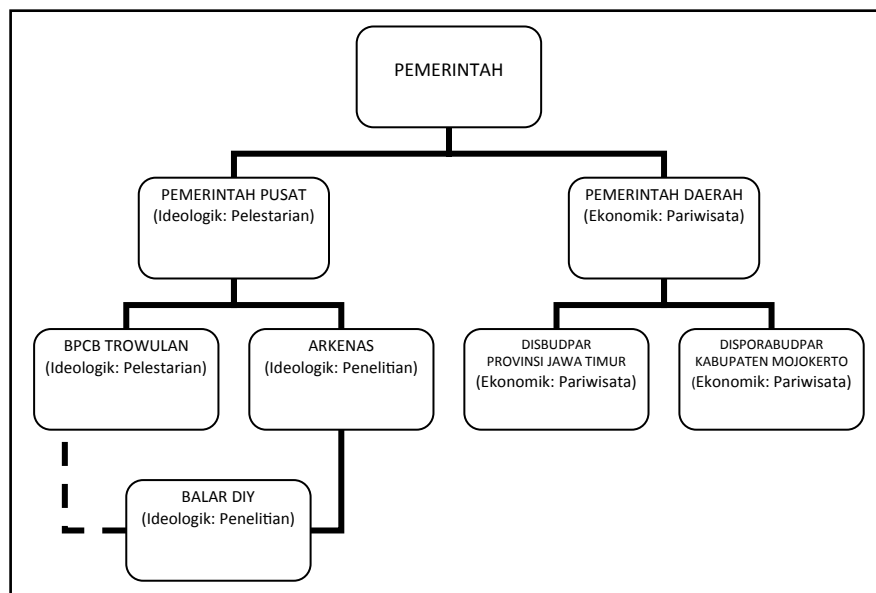 PEMERINTAH
PEMERINTAH PUSAT
(Ideologik: Pelestarian)
PEMERINTAH DAERAH
(Ekonomik: Pariwisata)
BPCB TROWULAN
(Ideologik: Pelestarian)
ARKENAS
(Ideologik: Penelitian)
DISBUDPAR
PROVINSI JAWA TIMUR
(Ekonomik: Pariwisata)
DISPORABUDPAR
KABUPATEN MOJOKERTO
(Ekonomik: Pariwisata)
BALAR DIY
(Ideologik: Penelitian)